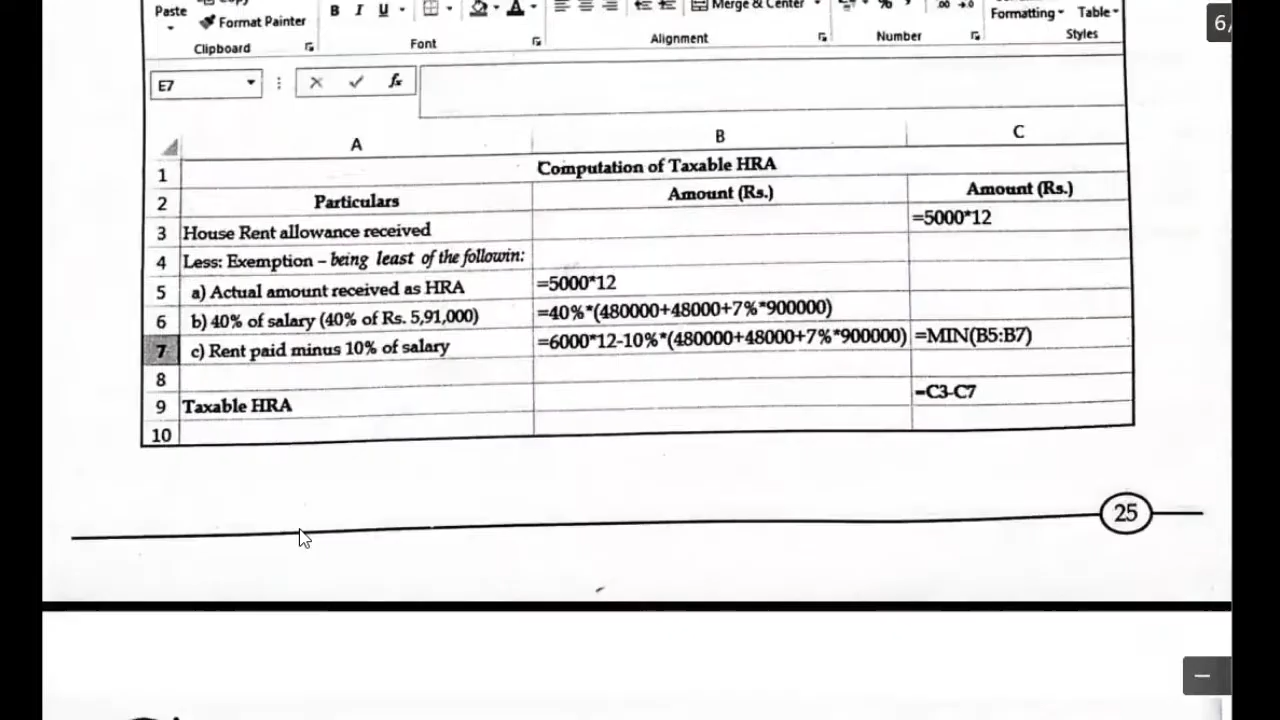 6/
Paste
Copy
Format Painter
B I U
A
Merge & Center
%
Formatting
Table
Clipboard
Font
Alignment
Number
Styles
E7
fx
A B C
1 Computation of Taxable HRA
2 Particulars Amount (Rs.) Amount (Rs.)
3 House Rent allowance received =5000*12
4 Less: Exemption – being least of the followin:
5 a) Actual amount received as HRA =5000*12
6 b) 40% of salary (40% of Rs. 5,91,000) =40%*(480000+48000+7%*900000)
7 c) Rent paid minus 10% of salary =6000*12-10%*(480000+48000+7%*900000) =MIN(B5:B7)
8
9 Taxable HRA =C3-C7
10
25